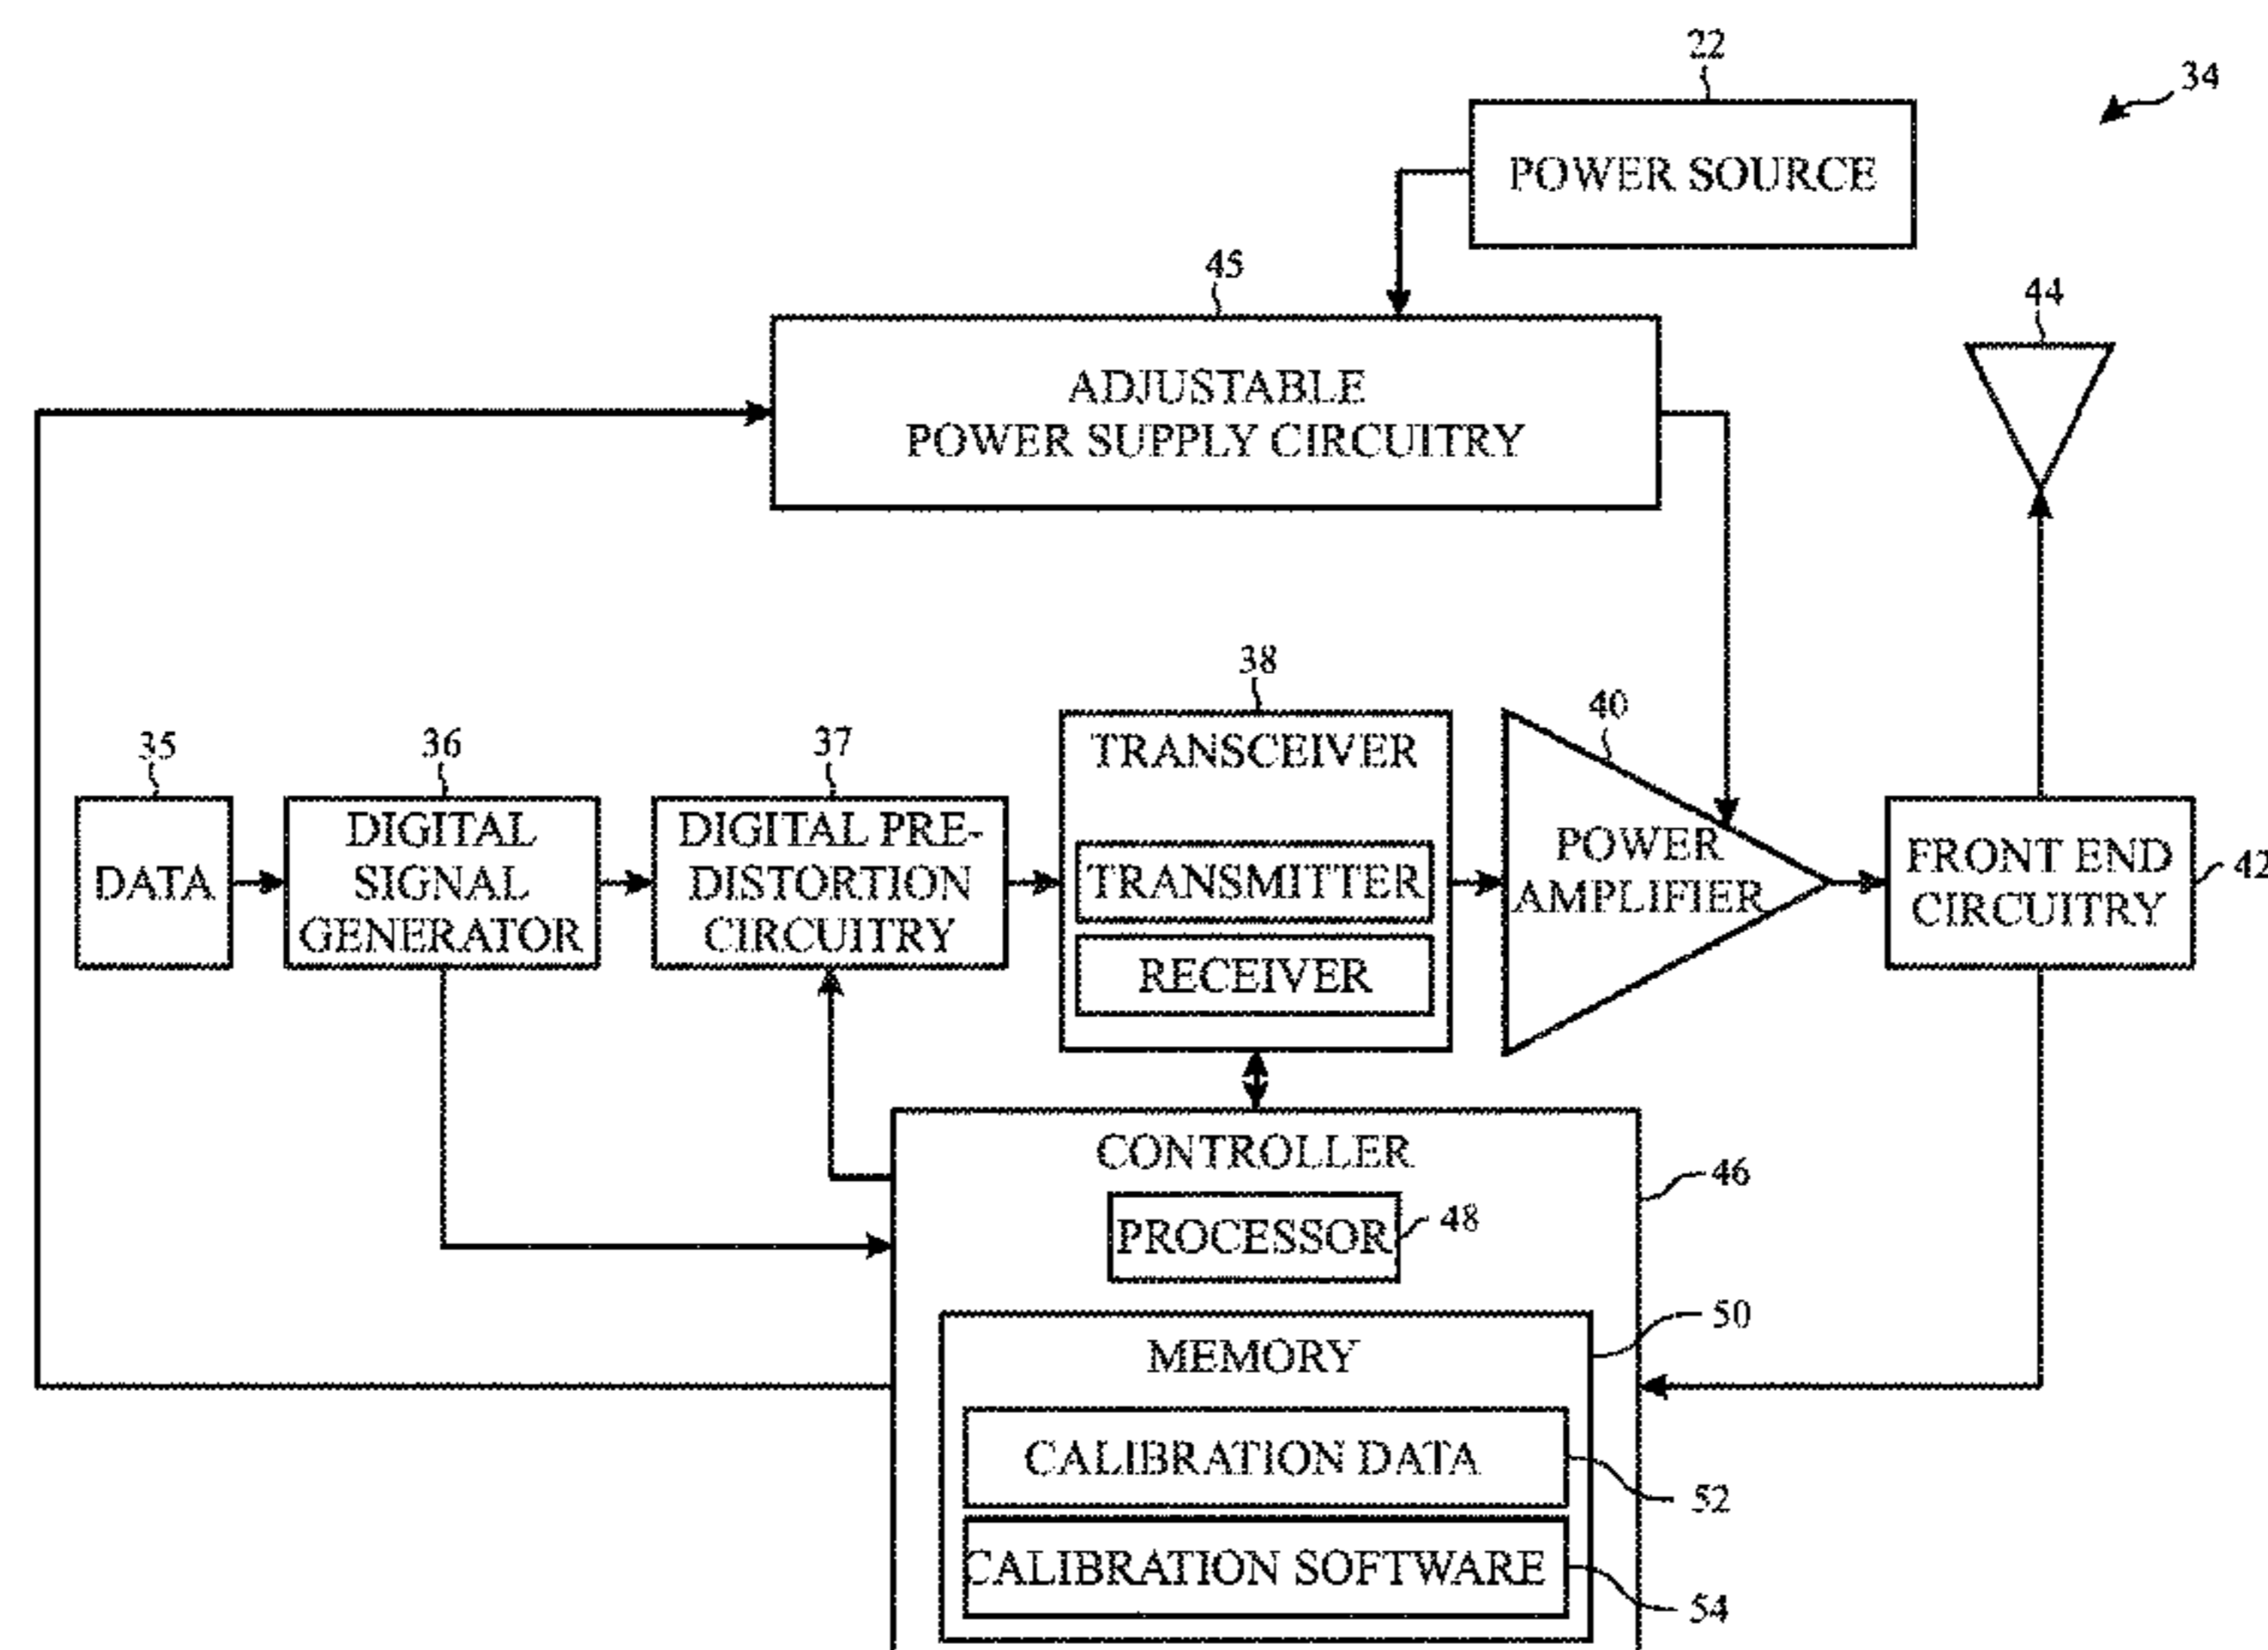 22
34
POWER SOURCE
45
44
ADJUSTABLE
POWER SUPPLY CIRCUITRY
38
40
35
36
37
TRANSCEIVER
DATA
DIGITAL
SIGNAL
GENERATOR
DIGITAL PRE-
DISTORTION
CIRCUITRY
TRANSMITTER
RECEIVER
POWER
AMPLIFIER
FRONT END
CIRCUITRY
42
CONTROLLER
46
PROCESSOR
48
50
MEMORY
CALIBRATION DATA
52
CALIBRATION SOFTWARE
54